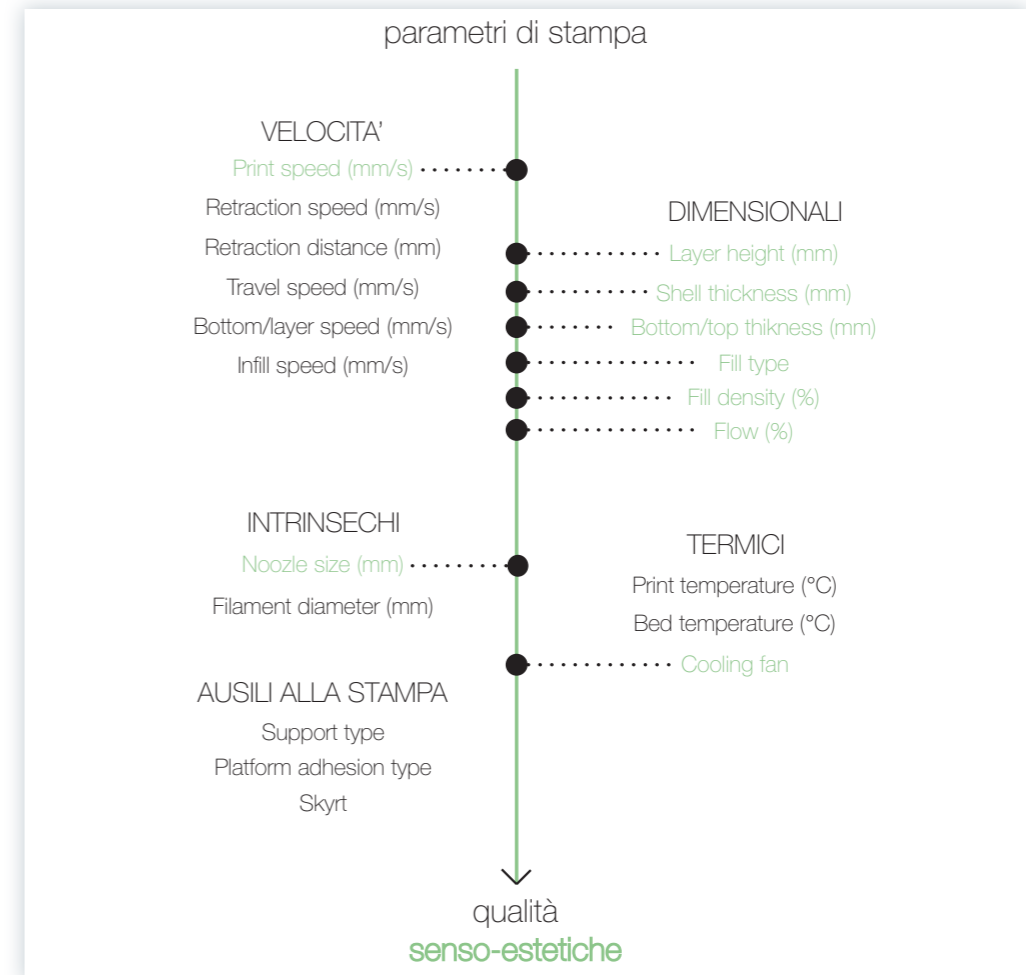 parametri di stampa
VELOCITA'
Print speed (mm/s)
Retraction speed (mm/s)
Retraction distance (mm)
Travel speed (mm/s)
Bottom/layer speed (mm/s)
Infill speed (mm/s)
DIMENSIONALI
Layer height (mm)
Shell thickness (mm)
Bottom/top thikness (mm)
Fill type
Fill density (%)
Flow (%)
INTRINSECHI
Noozle size (mm)
Filament diameter (mm)
TERMICI
Print temperature (°C)
Bed temperature (°C)
Cooling fan
AUSILI ALLA STAMPA
Support type
Platform adhesion type
Skyrt
qualità
senso-estetiche